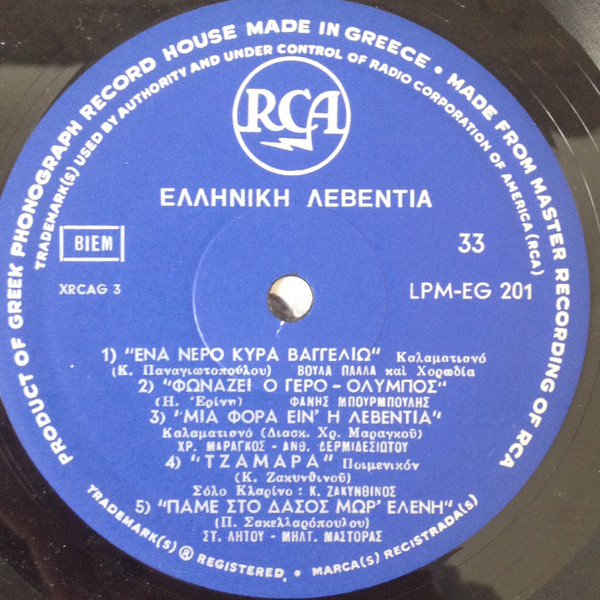 PRODUCT OF GREEK PHONOGRAPH RECORD HOUSE MADE IN GREECE • MADE FROM MASTER RECORDING OF RCA
TRADEMARK(S) USED BY AUTHORITY AND UNDER CONTROL OF RADIO CORPORATION OF AMERICA (RCA)
RCA
ΕΛΛΗΝΙΚΗ ΛΕΒΕΝΤΙΑ
BIEM
33
XRCAG 3
LPM-EG 201
1) "ΕΝΑ ΝΕΡΟ ΚΥΡΑ ΒΑΓΓΕΛΙΩ" Καλαματιανό
(Κ. Παναγιωτοπούλου) ΒΟΥΛΑ ΠΑΛΛΑ καὶ Χορωδία
2) "ΦΩΝΑΖΕΙ Ο ΓΕΡΟ-ΟΛΥΜΠΟΣ"
(Η. Ἐρίνη) ΦΑΝΗΣ ΜΠΟΥΡΜΠΟΥΛΗΣ
3) "ΜΙΑ ΦΟΡΑ ΕΙΝ' Η ΛΕΒΕΝΤΙΑ"
Καλαματιανό (Διασκ. Χρ. Μαραγκοῦ)
ΧΡ. ΜΑΡΑΓΚΟΣ - ΑΝΘ. ΔΕΡΜΙΔΕΣΙΩΤΟΥ
4) "ΤΖΑΜΑΡΑ" Ποιμενικόν
(Κ. Ζακυνθινοῦ)
Σόλο Κλαρίνο: Κ. ΖΑΚΥΝΘΙΝΟΣ
5) "ΠΑΜΕ ΣΤΟ ΔΑΣΟΣ ΜΩΡ' ΕΛΕΝΗ"
(Π. Σακελλαρόπουλου)
ΣΤ. ΛΗΤΟΥ - ΜΗΛΤ. ΜΑΣΤΟΡΑΣ
TRADEMARK(S) ® REGISTERED. • MARCA(S) RECISTRADA(S)